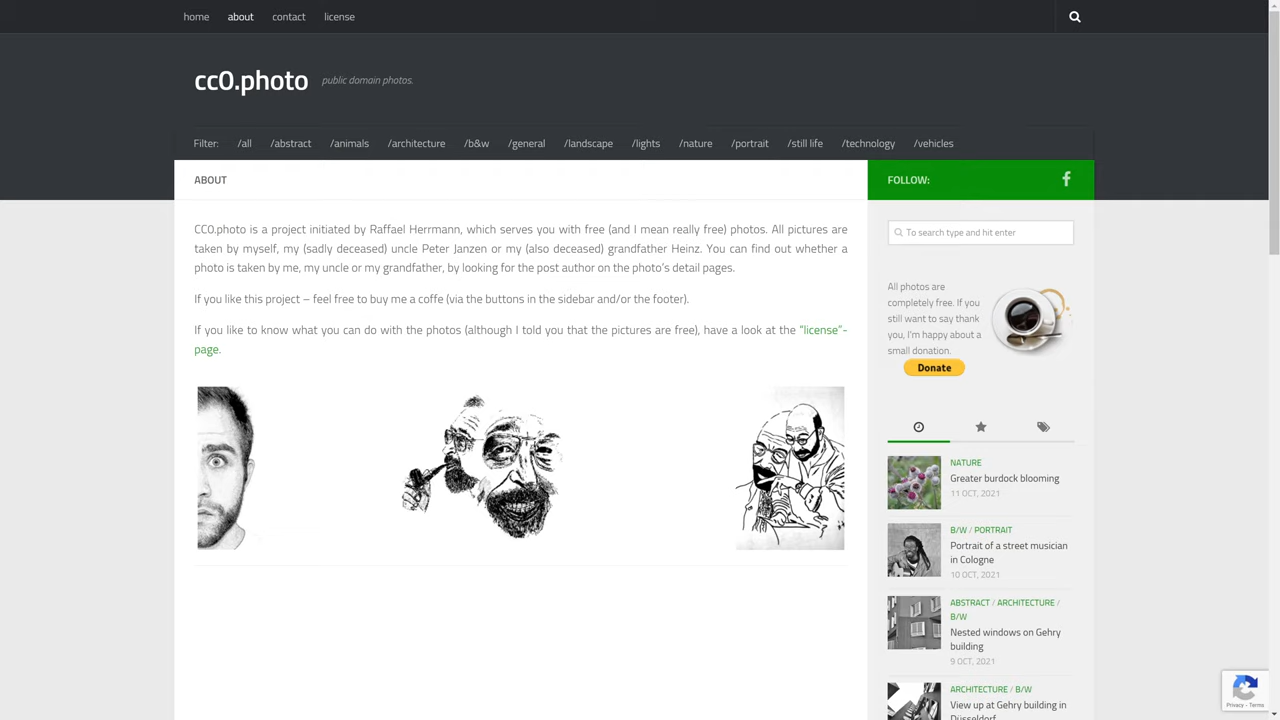 home about contact license
cc0.photo public domain photos.
Filter: /all /abstract /animals /architecture /b&w /general /landscape /lights /nature /portrait /still life /technology /vehicles
ABOUT
CC0.photo is a project initiated by Raffael Herrmann, which serves you with free (and I mean really free) photos. All pictures are
taken by myself, my (sadly deceased) uncle Peter Janzen or my (also deceased) grandfather Heinz. You can find out whether a
photo is taken by me, my uncle or my grandfather, by looking for the post author on the photo's detail pages.
If you like this project – feel free to buy me a coffe (via the buttons in the sidebar and/or the footer).
If you like to know what you can do with the photos (although I told you that the pictures are free), have a look at the "license"-
page.
FOLLOW:
To search type and hit enter
All photos are
completely free. If you
still want to say thank
you, I'm happy about a
small donation.
Donate
NATURE
Greater burdock blooming
11 OCT, 2021
B/W / PORTRAIT
Portrait of a street musician
in Cologne
10 OCT, 2021
ABSTRACT / ARCHITECTURE /
B/W
Nested windows on Gehry
building
9 OCT, 2021
ARCHITECTURE / B/W
View up at Gehry building in
Düsseldorf
Privacy - Terms